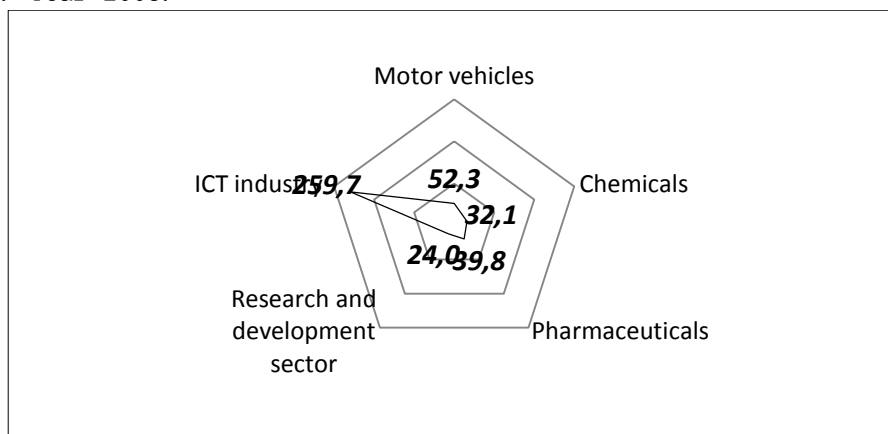 Motor vehicles
ICT industry
259,7
52,3
Chemicals
32,1
24,0
39,8
Research and
development
sector
Pharmaceuticals